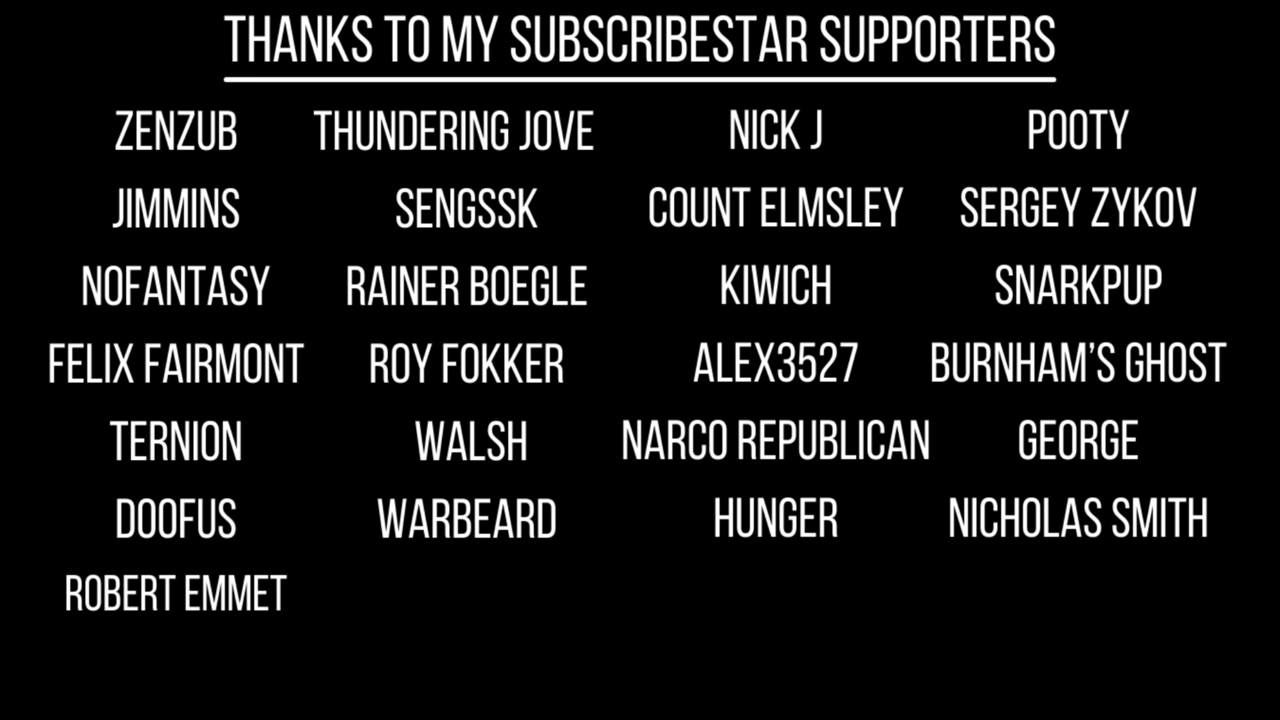 THANKS TO MY SUBSCRIBESTAR SUPPORTERS
ZENZUB THUNDERING JOVE NICK J POOTY
JIMMINS SENGSSK COUNT ELMSLEY SERGEY ZYKOV
NOFANTASY RAINER BOEGLE KIWICH SNARKPUP
FELIX FAIRMONT ROY FOKKER ALEX3527 BURNHAM’S GHOST
TERNION WALSH NARCO REPUBLICAN GEORGE
DOOFUS WARBEARD HUNGER NICHOLAS SMITH
ROBERT EMMET